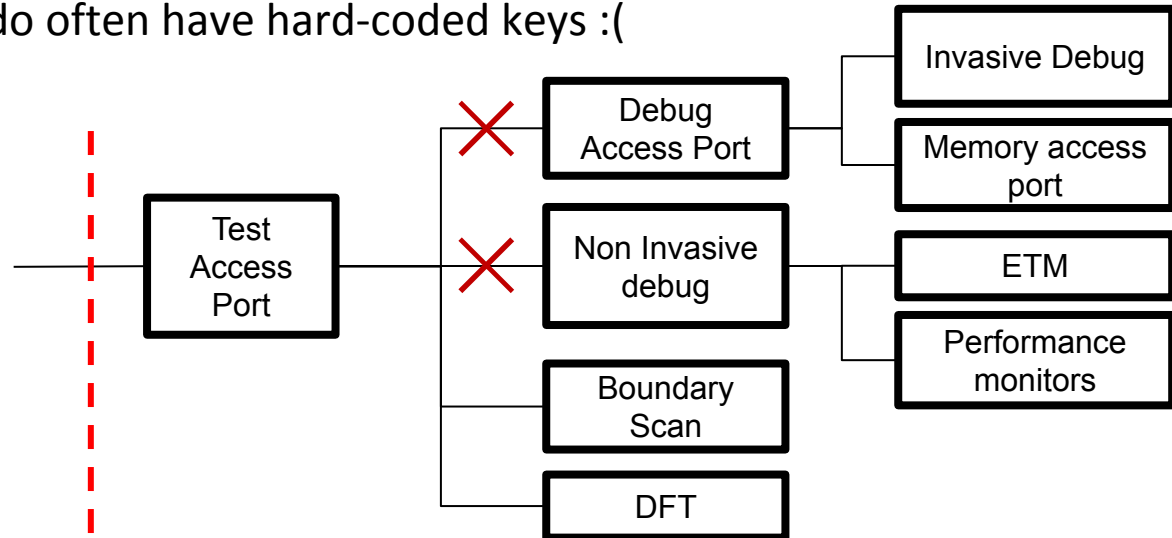 do often have hard-coded keys :(
Invasive Debug
Debug
Access Port
Memory access
port
Test
Access
Port
Non Invasive
debug
ETM
Performance
monitors
Boundary
Scan
DFT